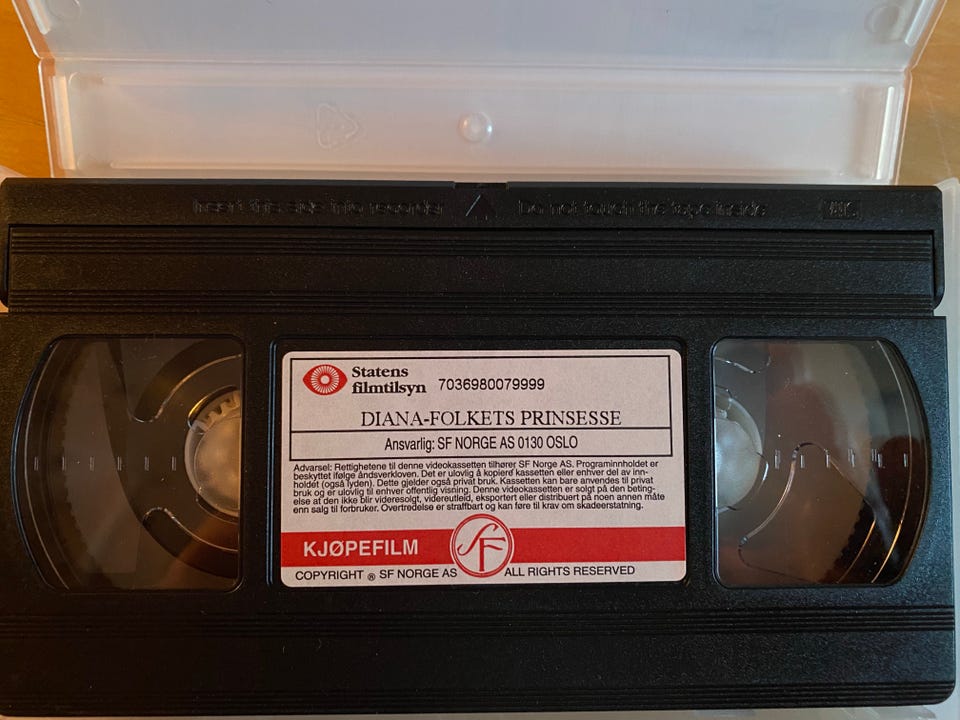 Insert this side into recorder Do not touch the tape inside VHS
Statens
filmtilsyn 7036980079999
DIANA-FOLKETS PRINSESSE
Ansvarlig: SF NORGE AS 0130 OSLO
Advarsel: Rettighetene til denne videokassetten tilhører SF Norge AS. Programinnholdet er
beskyttet ifølge åndsverkloven. Det er ulovlig å kopiere kassetten eller enhver del av inn-
holdet (også lyden). Dette gjelder også privat bruk. Kassetten kan bare anvendes til privat
bruk og er ulovlig til enhver offentlig visning. Denne videokassetten er solgt på den beting-
else at den ikke blir videresolgt, videreutleid, eksportert eller distribuert på noen annen måte
enn salg til forbruker. Overtredelse er straffbart og kan føre til krav om skadeerstatning.
KJØPEFILM SF
COPYRIGHT ® SF NORGE AS ALL RIGHTS RESERVED